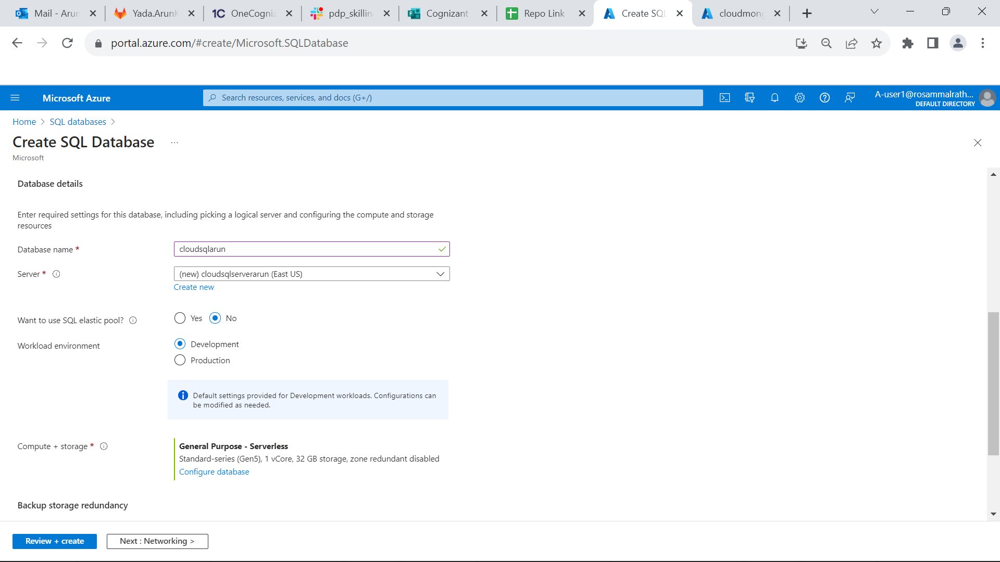 Mail - Arun
Yada.ArunK
1C OneCogniz
pdp_skillin
Cognizant
Repo Link T
Create SQL
cloudmong
portal.azure.com/#create/Microsoft.SQLDatabase
Microsoft Azure
Search resources, services, and docs (G+/)
A-user1@rosammalrath...
DEFAULT DIRECTORY
Home > SQL databases >
Create SQL Database ...
Microsoft
Database details
Enter required settings for this database, including picking a logical server and configuring the compute and storage
resources
Database name *
cloudsqlarun
Server *
(new) cloudsqlserverarun (East US)
Create new
Want to use SQL elastic pool?
Yes No
Workload environment
Development
Production
Default settings provided for Development workloads. Configurations can
be modified as needed.
Compute + storage *
General Purpose - Serverless
Standard-series (Gen5), 1 vCore, 32 GB storage, zone redundant disabled
Configure database
Backup storage redundancy
Review + create
Next : Networking >